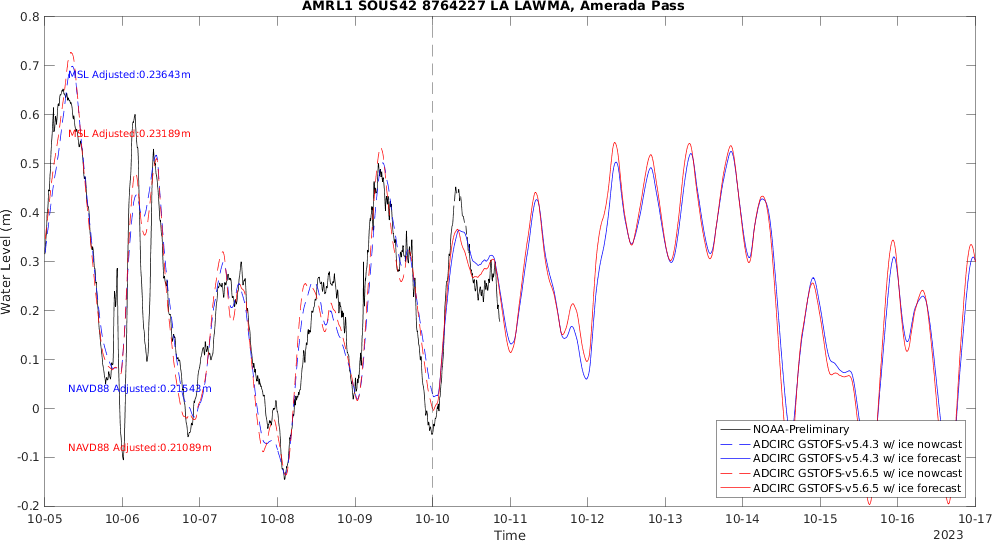 AMRL1 SOUS42 8764227 LA LAWMA, Amerada Pass
0.8
0.7
0.6
0.5
0.4
0.3
0.2
0.1
0
-0.1
-0.2
Water Level (m)
MSL Adjusted:0.23643m
MSL Adjusted:0.23189m
NAVD88 Adjusted:0.21543m
NAVD88 Adjusted:0.21089m
NOAA-Preliminary
ADCIRC GSTOFS-v5.4.3 w/ ice nowcast
ADCIRC GSTOFS-v5.4.3 w/ ice forecast
ADCIRC GSTOFS-v5.6.5 w/ ice nowcast
ADCIRC GSTOFS-v5.6.5 w/ ice forecast
10-05 10-06 10-07 10-08 10-09 10-10 10-11 10-12 10-13 10-14 10-15 10-16 10-17
Time
2023